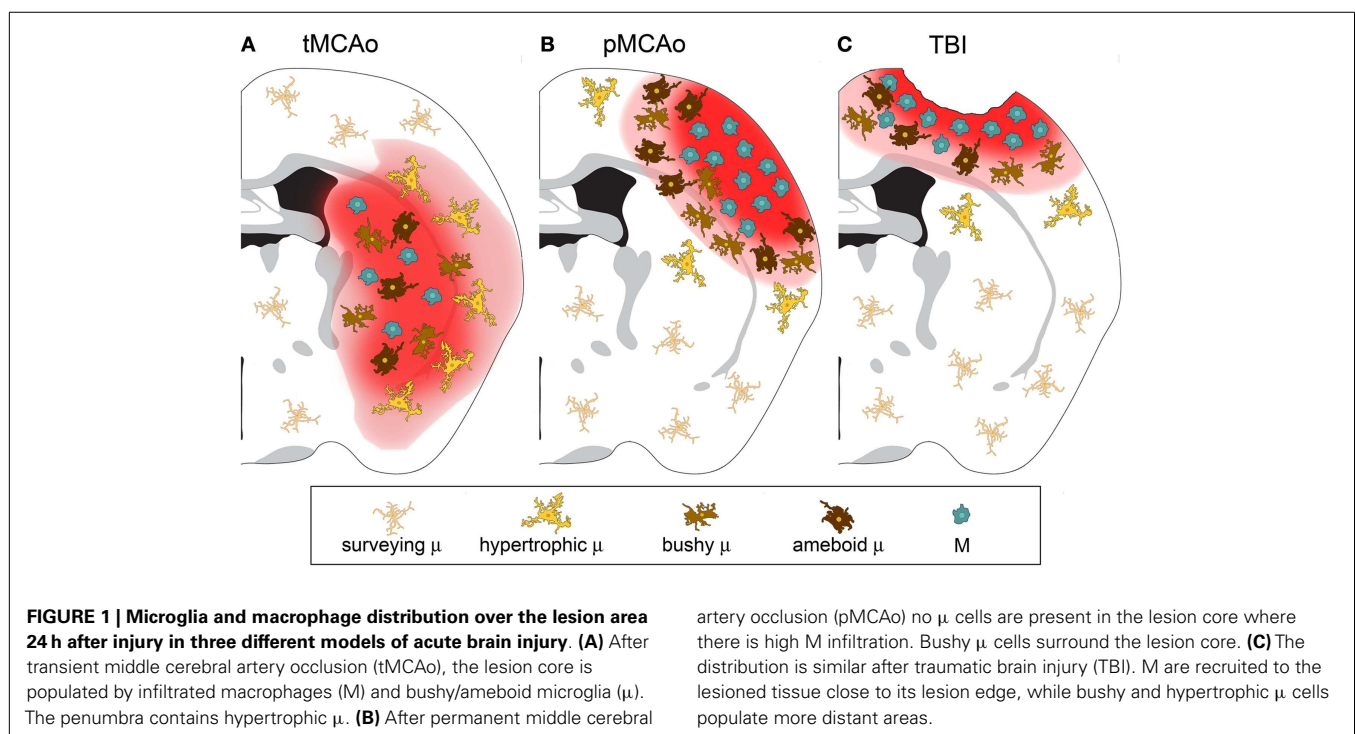 A tMCAo
B pMCAo
C TBI
surveying μ hypertrophic μ bushy μ ameboid μ M
FIGURE 1 | Microglia and macrophage distribution over the lesion area
24 h after injury in three different models of acute brain injury. (A) After
transient middle cerebral artery occlusion (tMCAo), the lesion core is
populated by infiltrated macrophages (M) and bushy/ameboid microglia (μ).
The penumbra contains hypertrophic μ. (B) After permanent middle cerebral
artery occlusion (pMCAo) no μ cells are present in the lesion core where
there is high M infiltration. Bushy μ cells surround the lesion core. (C) The
distribution is similar after traumatic brain injury (TBI). M are recruited to the
lesioned tissue close to its lesion edge, while bushy and hypertrophic μ cells
populate more distant areas.